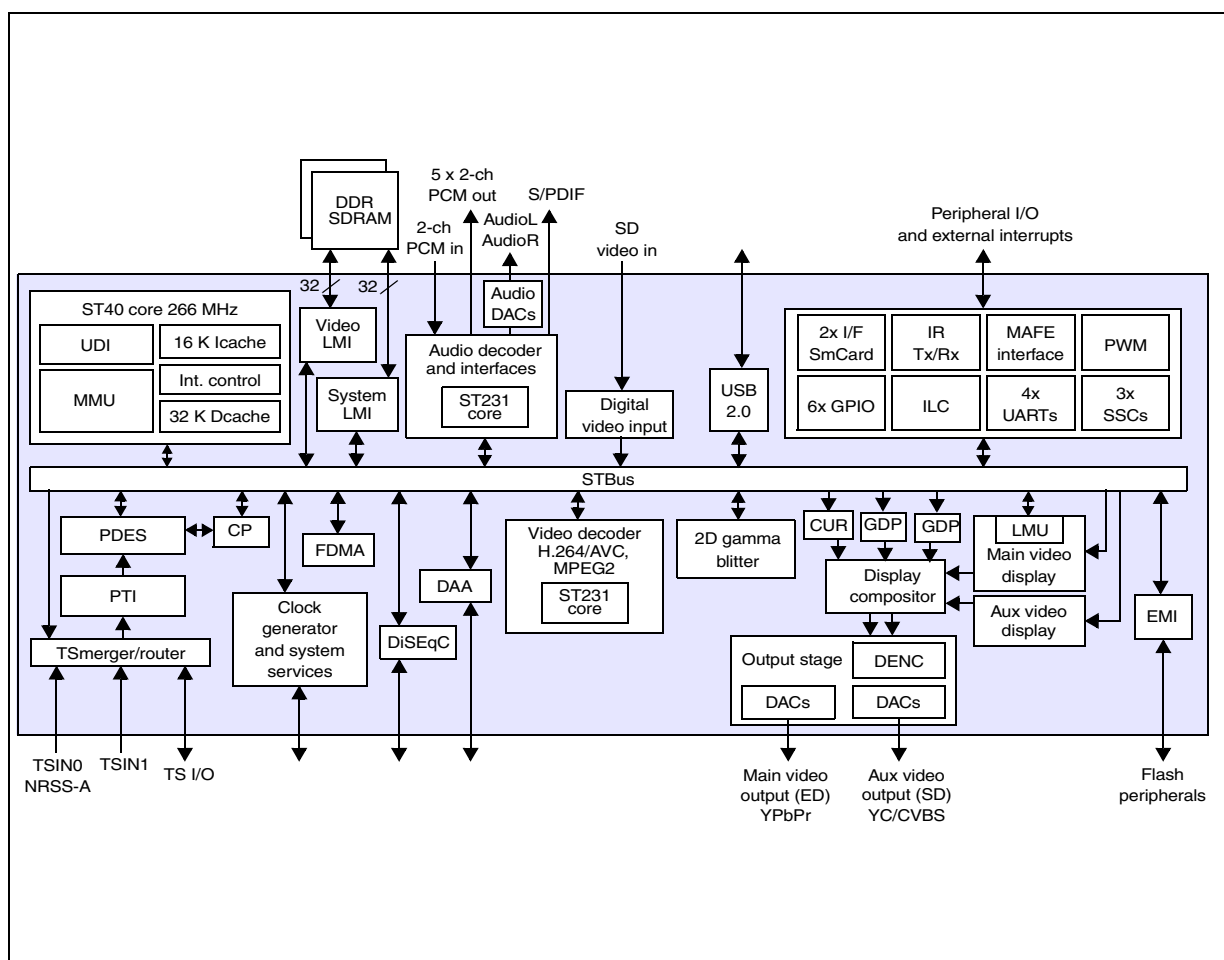 DDR
SDRAM
5 x 2-ch
PCM out
2-ch
PCM in
AudioL
AudioR
S/PDIF
SD
video in
Peripheral I/O
and external interrupts
32
32
ST40 core 266 MHz
UDI
16 K Icache
MMU
Int. control
32 K Dcache
Video
LMI
System
LMI
Audio
DACs
Audio decoder
and interfaces
ST231
core
Digital
video input
USB
2.0
2x I/F
SmCard
IR
Tx/Rx
MAFE
interface
PWM
6x GPIO
ILC
4x
UARTs
3x
SSCs
STBus
PDES
CP
FDMA
PTI
TSmerger/router
Clock
generator
and system
services
DiSEqC
DAA
Video decoder
H.264/AVC,
MPEG2
ST231
core
2D gamma
blitter
CUR
GDP
GDP
LMU
Main video
display
Display
compositor
Aux video
display
EMI
Output stage
DENC
DACs
DACs
TSIN0
NRSS-A
TSIN1
TS I/O
Main video
output (ED)
YPbPr
Aux video
output (SD)
YC/CVBS
Flash
peripherals